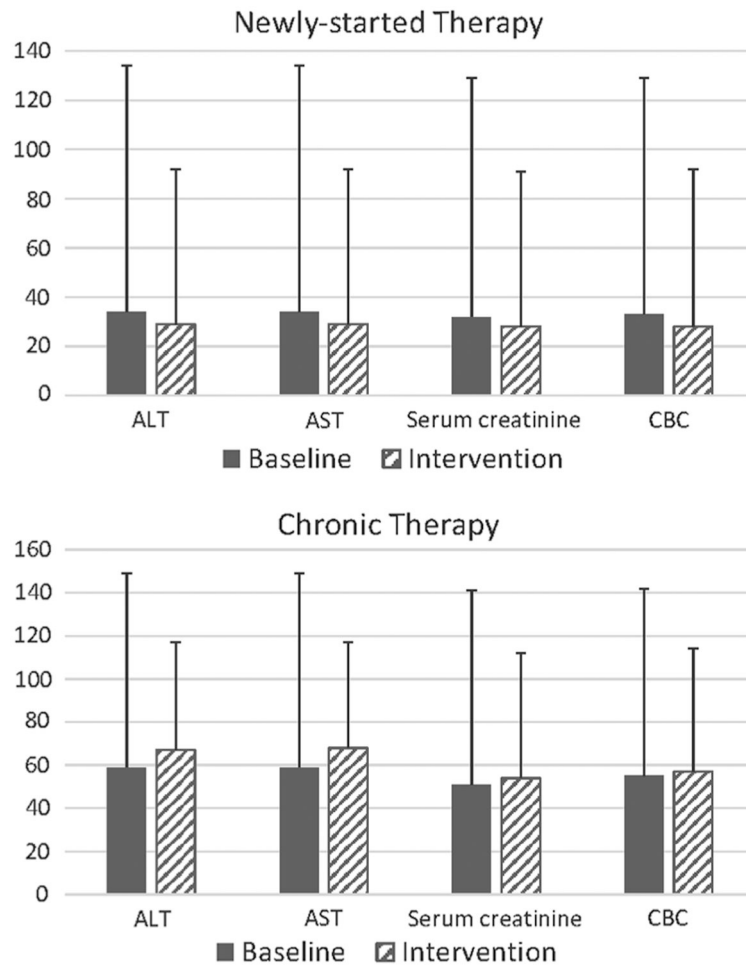 Newly-started Therapy
140
120
100
80
60
40
20
0
ALT AST Serum creatinine CBC
Baseline Intervention
Chronic Therapy
160
140
120
100
80
60
40
20
0
ALT AST Serum creatinine CBC
Baseline Intervention